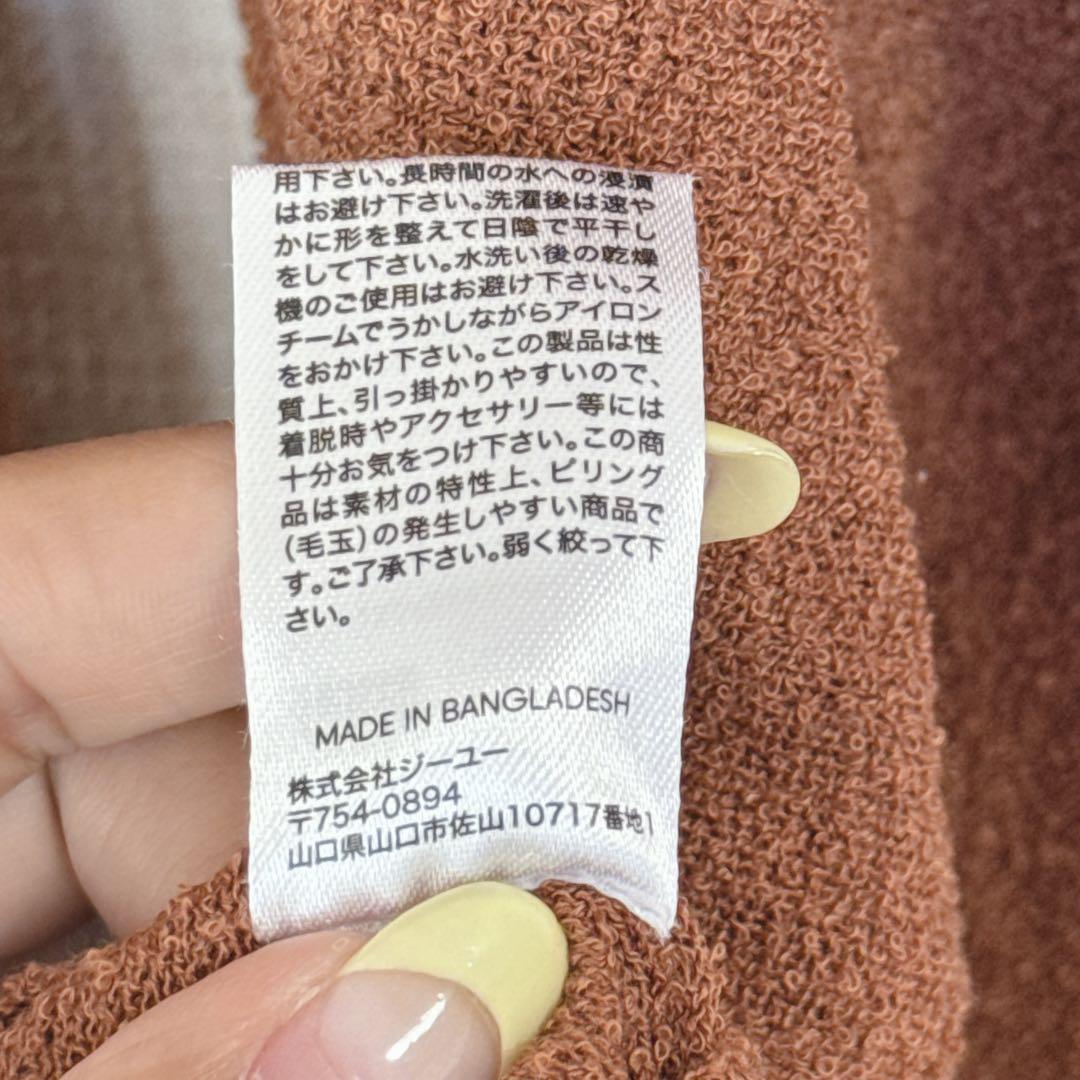 用下さい。長時間の水への浸漬
はお避け下さい。洗濯後は速や
かに形を整えて日陰で平干し
をして下さい。水洗い後の乾燥
機のご使用はお避け下さい。ス
チームでうかしながらアイロン
をおかけ下さい。この製品は性
質上、引っ掛かりやすいので、
着脱時やアクセサリー等には
十分お気をつけ下さい。この商
品は素材の特性上、ピリング
(毛玉)の発生しやすい商品で
す。ご了承下さい。弱く絞って下
さい。
MADE IN BANGLADESH
株式会社ジーユー
〒754-0894
山口県山口市佐山10717番地1